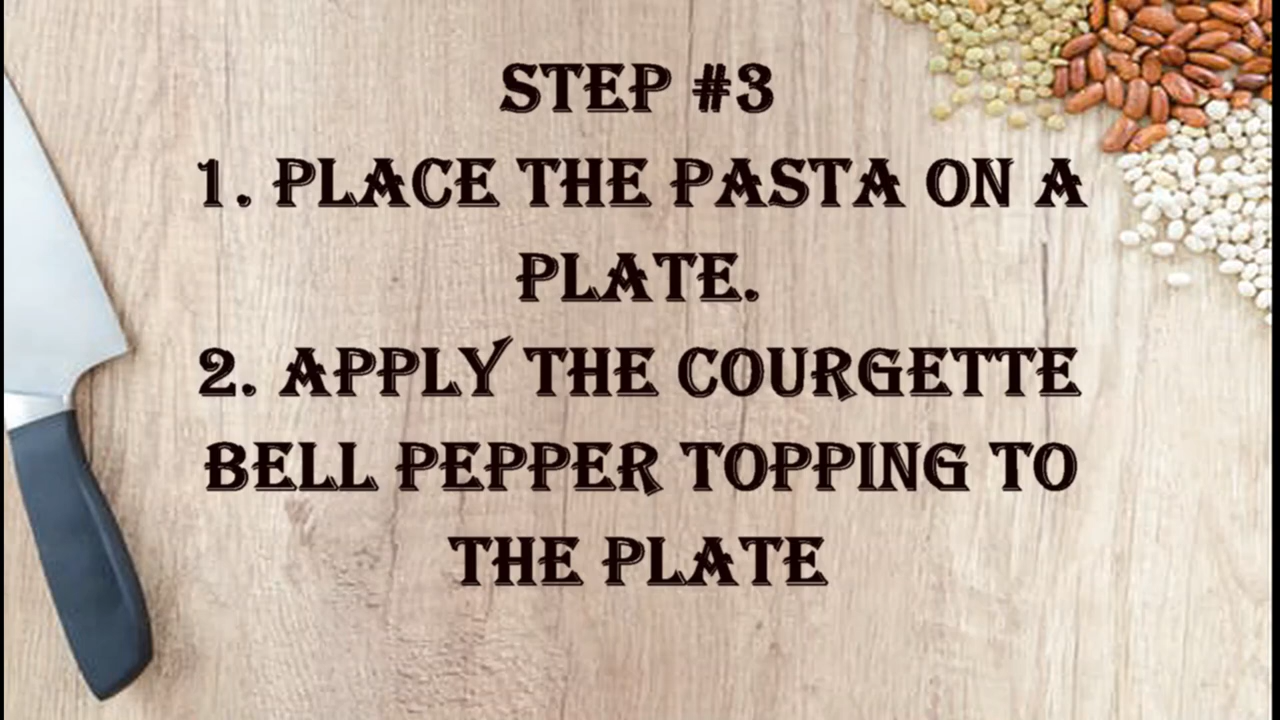 STEP #3
1. PLACE THE PASTA ON A
PLATE.
2. APPLY THE COURGETTE
BELL PEPPER TOPPING TO
THE PLATE